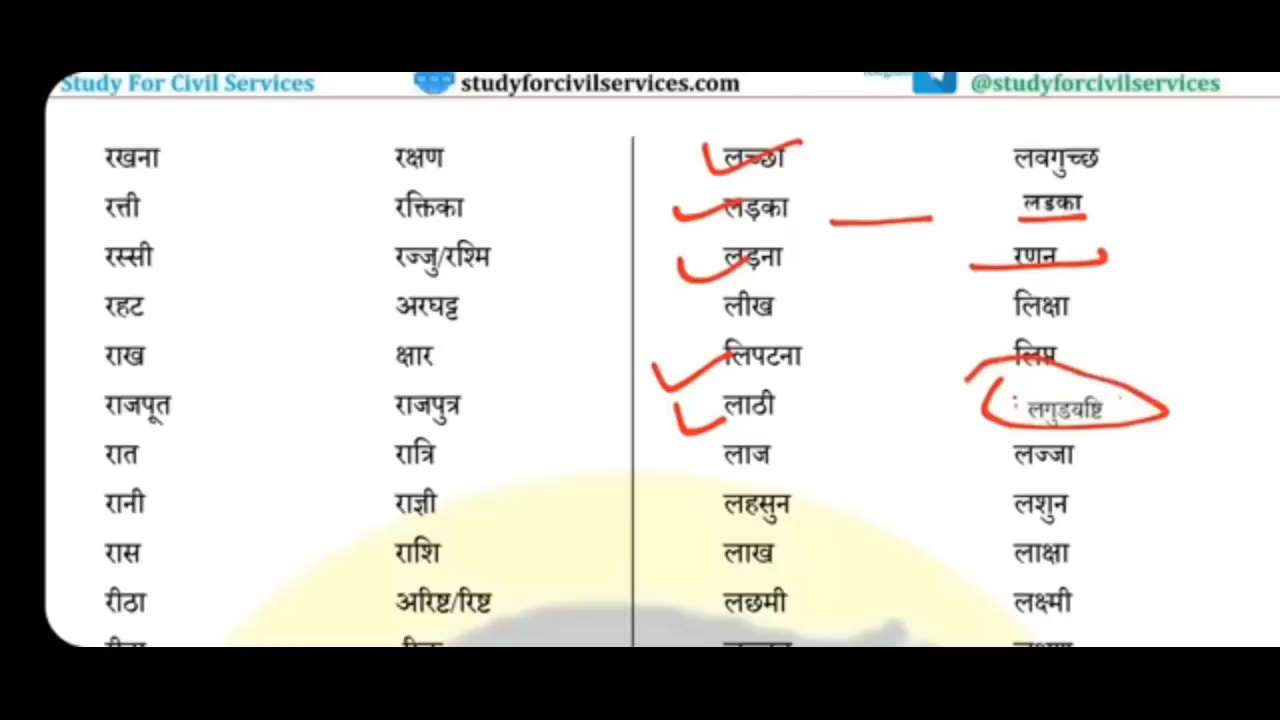 Study For Civil Services studyforcivilservices.com @studyforcivilservices
रखना रक्षण लच्छा लवगुच्छ
रत्ती रक्तिका लड़का लडका
रस्सी रज्जु/रश्मि लड़ना रणन
रहट अरघट्ट लीख लिक्षा
राख क्षार लिपटना लिप्त
राजपूत राजपुत्र लाठी लगुडयष्टि
रात रात्रि लाज लज्जा
रानी राज्ञी लहसुन लशुन
रास राशि लाख लाक्षा
रीठा अरिष्ट/रिष्ट लछमी लक्ष्मी